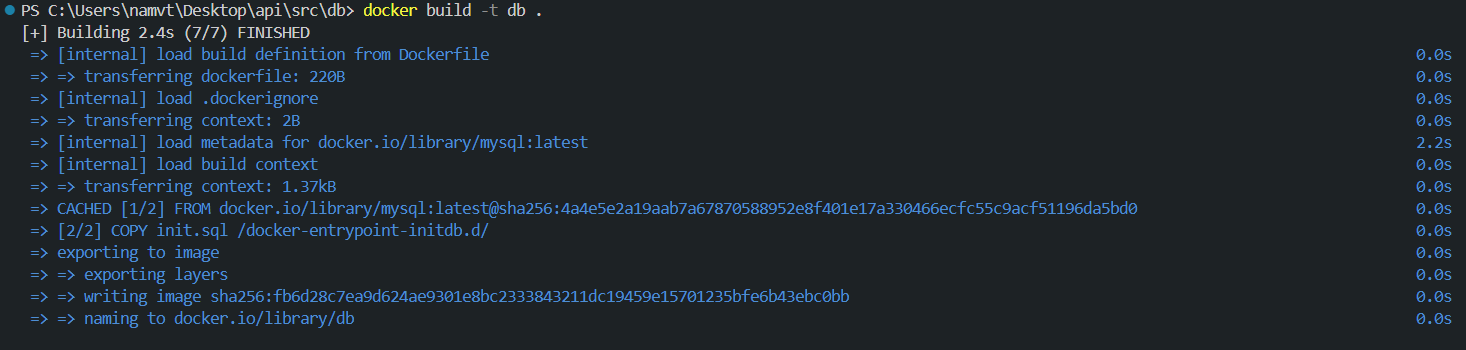 PS C:\Users\namvt\Desktop\api\src\db> docker build -t db .
[+] Building 2.4s (7/7) FINISHED
=> [internal] load build definition from Dockerfile 0.0s
=> => transferring dockerfile: 220B 0.0s
=> [internal] load .dockerignore 0.0s
=> => transferring context: 2B 0.0s
=> [internal] load metadata for docker.io/library/mysql:latest 2.2s
=> [internal] load build context 0.0s
=> => transferring context: 1.37kB 0.0s
=> CACHED [1/2] FROM docker.io/library/mysql:latest@sha256:4a4e5e2a19aab7a67870588952e8f401e17a330466ecfc55c9acf51196da5bd0 0.0s
=> [2/2] COPY init.sql /docker-entrypoint-initdb.d/ 0.0s
=> exporting to image 0.0s
=> => exporting layers 0.0s
=> => writing image sha256:fb6d28c7ea9d624ae9301e8bc2333843211dc19459e15701235bfe6b43ebc0bb 0.0s
=> => naming to docker.io/library/db 0.0s